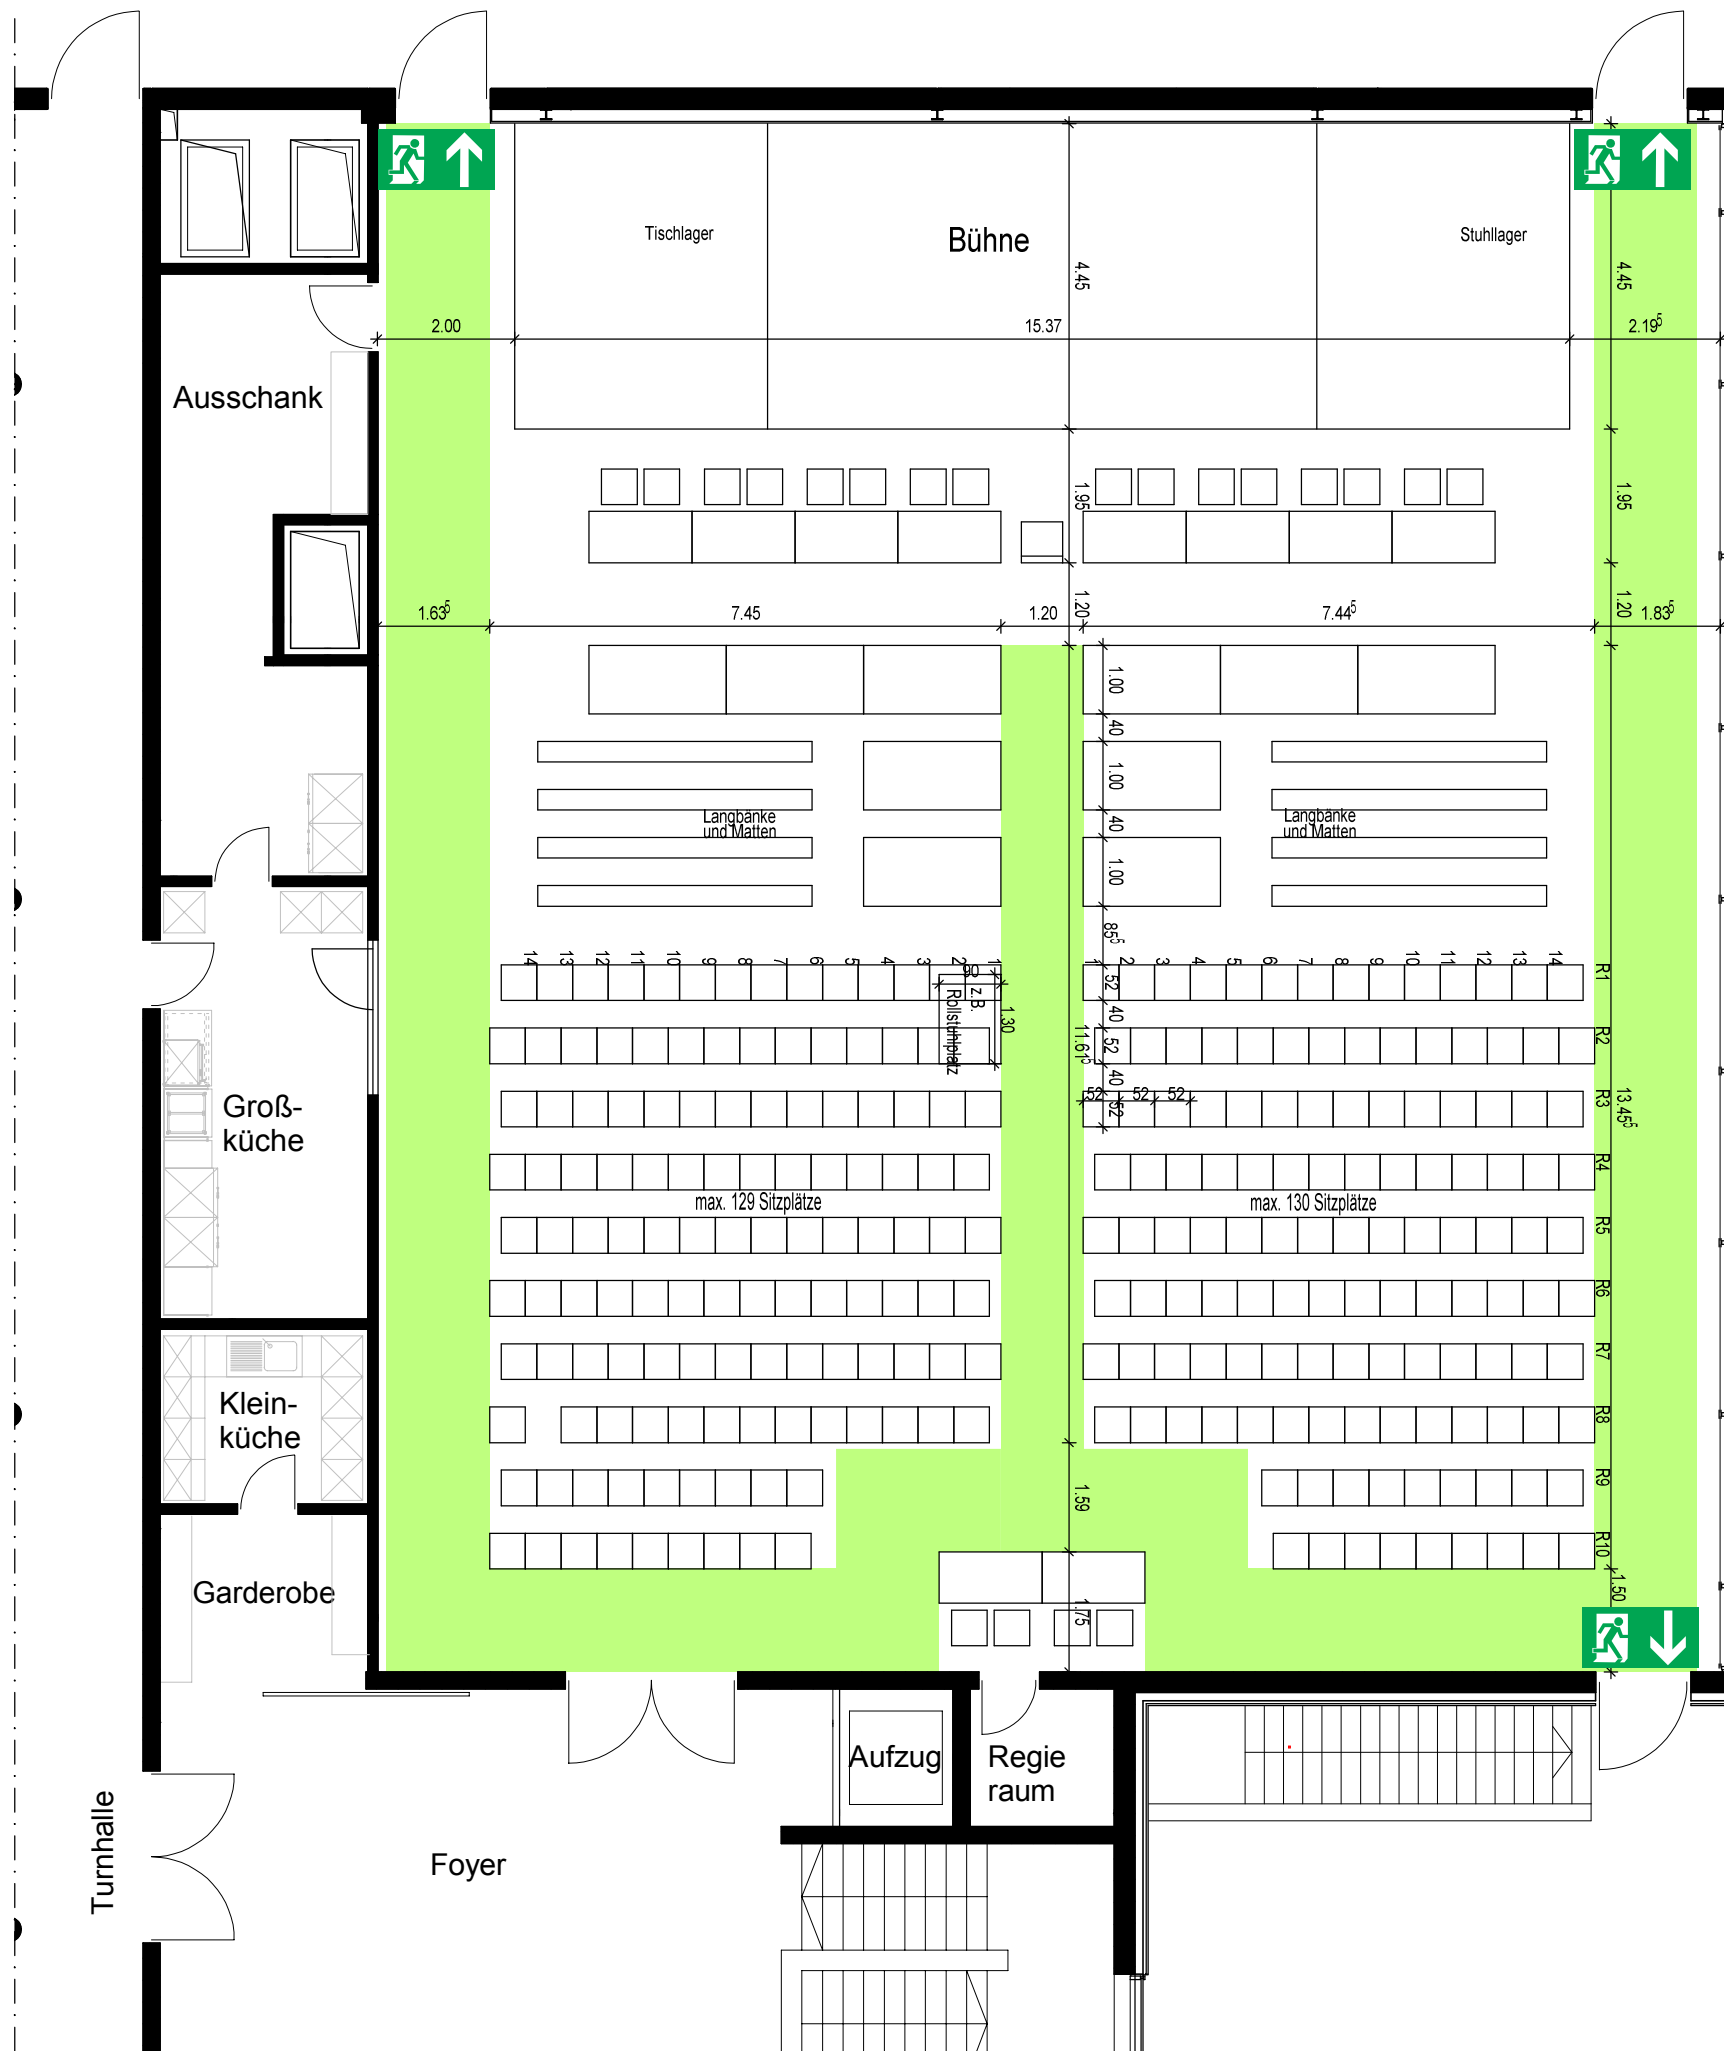 Tischlager
Bühne
Stuhllager
4.45
4.45
2.00
15.37
2.19⁵
Ausschank
1.95
1.95
1.20
1.20
1.63⁵
7.45
1.20
7.44⁵
1.83⁵
1.00
40
1.00
40
1.00
85⁵
Langbänke
und Matten
Langbänke
und Matten
14
13
12
11
10
9
8
7
6
5
4
3
2
1
1
2
3
4
5
6
7
8
9
10
11
12
13
14
R1
90
z.B.
Rollstuhlplatz
1.30
52
40
52
40
52
11.61⁵
R2
52
52
52
R3
13.45⁵
Groß-
küche
R4
max. 129 Sitzplätze
max. 130 Sitzplätze
R5
R6
R7
Klein-
küche
R8
R9
1.59
R10
1.50
Garderobe
1.75
Aufzug
Regie
raum
Turnhalle
Foyer